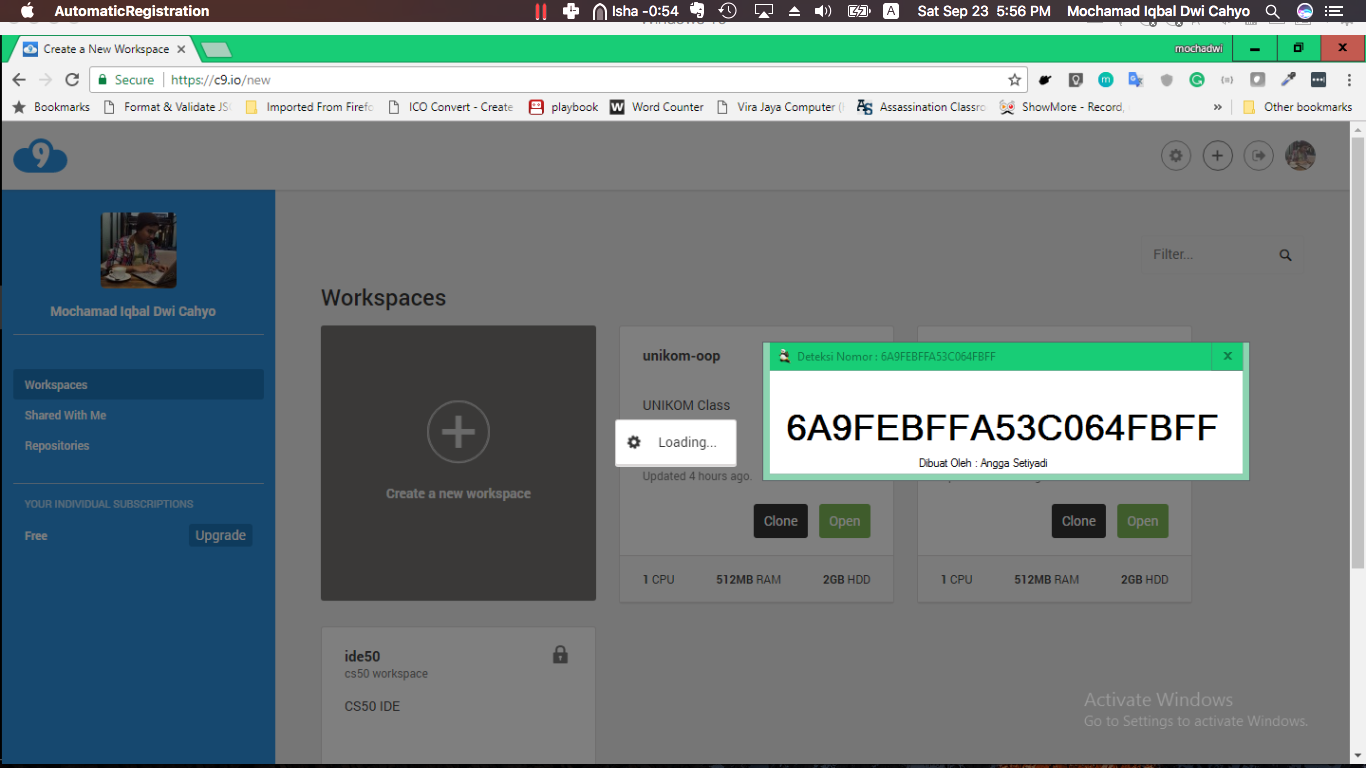 AutomaticRegistration
Isha -0:54
A
Sat Sep 23 5:56 PM
Mochamad Iqbal Dwi Cahyo
Create a New Workspace
mochadwi
Secure
https://c9.io/new
Bookmarks
Format & Validate JS
Imported From Firefo
ICO Convert - Create
playbook
Word Counter
Vira Jaya Computer (
Assassination Classro
ShowMore - Record,
»
Other bookmarks
9
Filter...
Mochamad Iqbal Dwi Cahyo
Workspaces
Shared With Me
Repositories
YOUR INDIVIDUAL SUBSCRIPTIONS
Free
Upgrade
Workspaces
Create a new workspace
unikom-oop
UNIKOM Class
Loading...
Updated 4 hours ago.
Clone
Open
1 CPU
512MB RAM
2GB HDD
Deteksi Nomor : 6A9FEBFFA53C064FBFF
6A9FEBFFA53C064FBFF
Dibuat Oleh : Angga Setiyadi
Clone
Open
1 CPU
512MB RAM
2GB HDD
ide50
cs50 workspace
CS50 IDE
Activate Windows
Go to Settings to activate Windows.